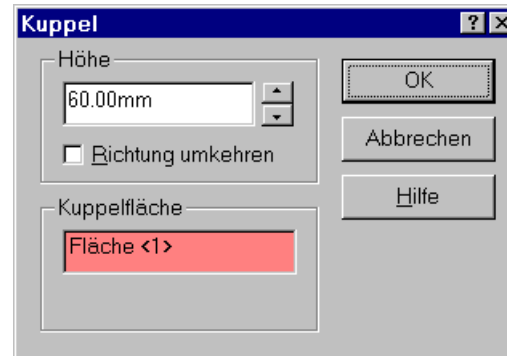 Kuppel
Höhe
60.00mm
Richtung umkehren
Kuppelfläche
Fläche <1>
OK
Abbrechen
Hilfe